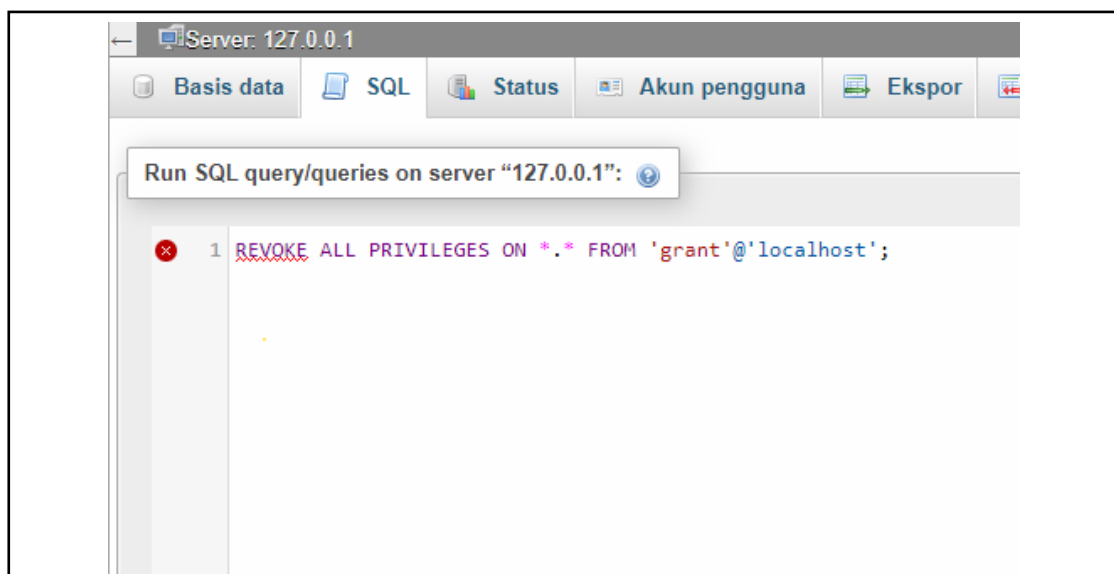 ← Server: 127.0.0.1
Basis data SQL Status Akun pengguna Ekspor
Run SQL query/queries on server “127.0.0.1”:
1 REVOKE ALL PRIVILEGES ON *.* FROM 'grant'@'localhost';